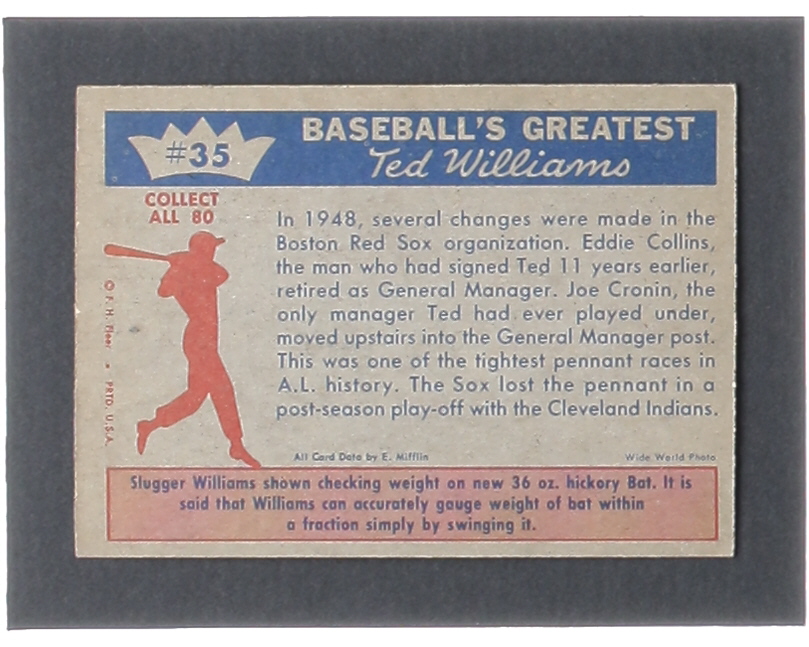 #35
BASEBALL'S GREATEST
Ted Williams
COLLECT
ALL 80
In 1948, several changes were made in the
Boston Red Sox organization. Eddie Collins,
the man who had signed Ted 11 years earlier,
retired as General Manager. Joe Cronin, the
only manager Ted had ever played under,
moved upstairs into the General Manager post.
This was one of the tightest pennant races in
A.L. history. The Sox lost the pennant in a
post-season play-off with the Cleveland Indians.
© F. H. Fleer • PRTD. U.S.A.
All Card Data by E. Mifflin
Wide World Photo
Slugger Williams shown checking weight on new 36 oz. hickory Bat. It is
said that Williams can accurately gauge weight of bat within
a fraction simply by swinging it.